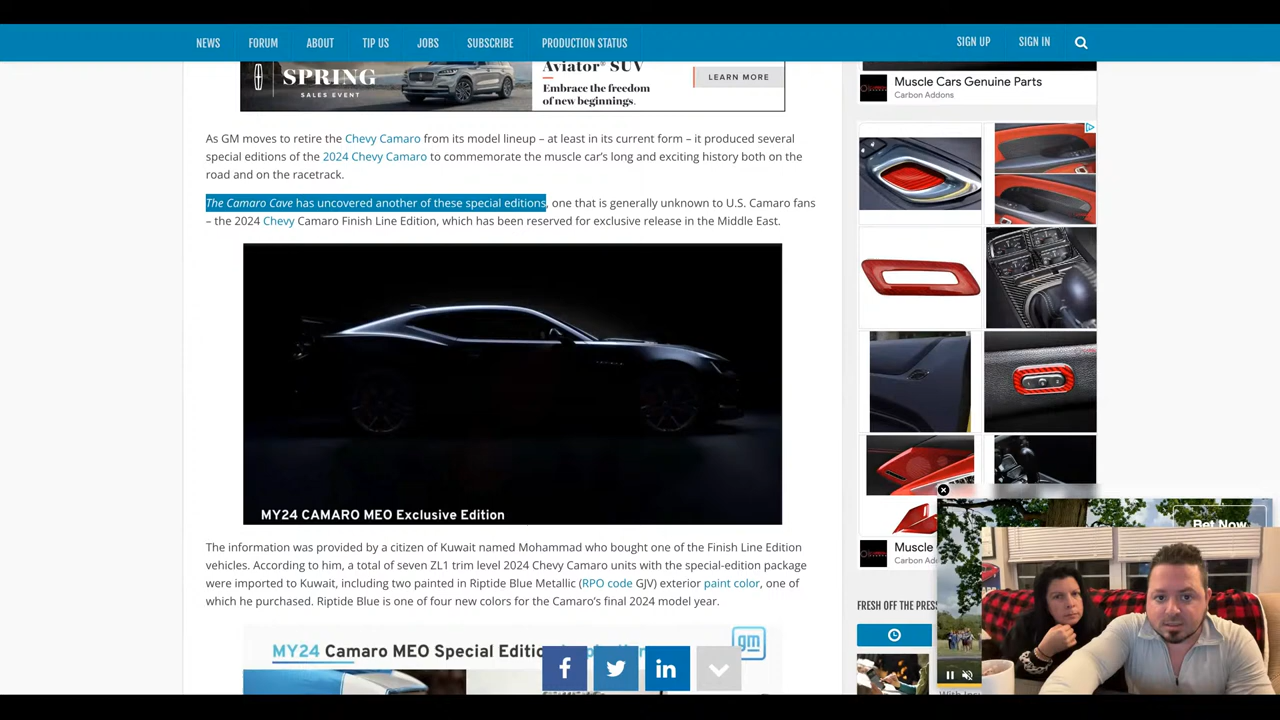 NEWS FORUM ABOUT TIP US JOBS SUBSCRIBE PRODUCTION STATUS SIGN UP SIGN IN
SPRING
SALES EVENT
Aviator® SUV
Embrace the freedom
of new beginnings.
LEARN MORE
As GM moves to retire the Chevy Camaro from its model lineup – at least in its current form – it produced several
special editions of the 2024 Chevy Camaro to commemorate the muscle car's long and exciting history both on the
road and on the racetrack.
The Camaro Cave has uncovered another of these special editions, one that is generally unknown to U.S. Camaro fans
– the 2024 Chevy Camaro Finish Line Edition, which has been reserved for exclusive release in the Middle East.
MY24 CAMARO MEO Exclusive Edition
The information was provided by a citizen of Kuwait named Mohammad who bought one of the Finish Line Edition
bodies. According to him, a total of seven ZL1 trim level 2024 Chevy Camaro units in the special-edition package
were imported to Kuwait, including two painted in Riptide Blue Metallic (RPO code GJV) exterior paint color, one of
which he purchased. Riptide Blue is one of four new colors for the Camaro's final 2024 model year.
MY24 Camaro MEO Special Edition
gm
Muscle Cars Genuine Parts
Carbon Addons
Muscle
Carbon
FRESH OFF THE PRESS
Bet Now